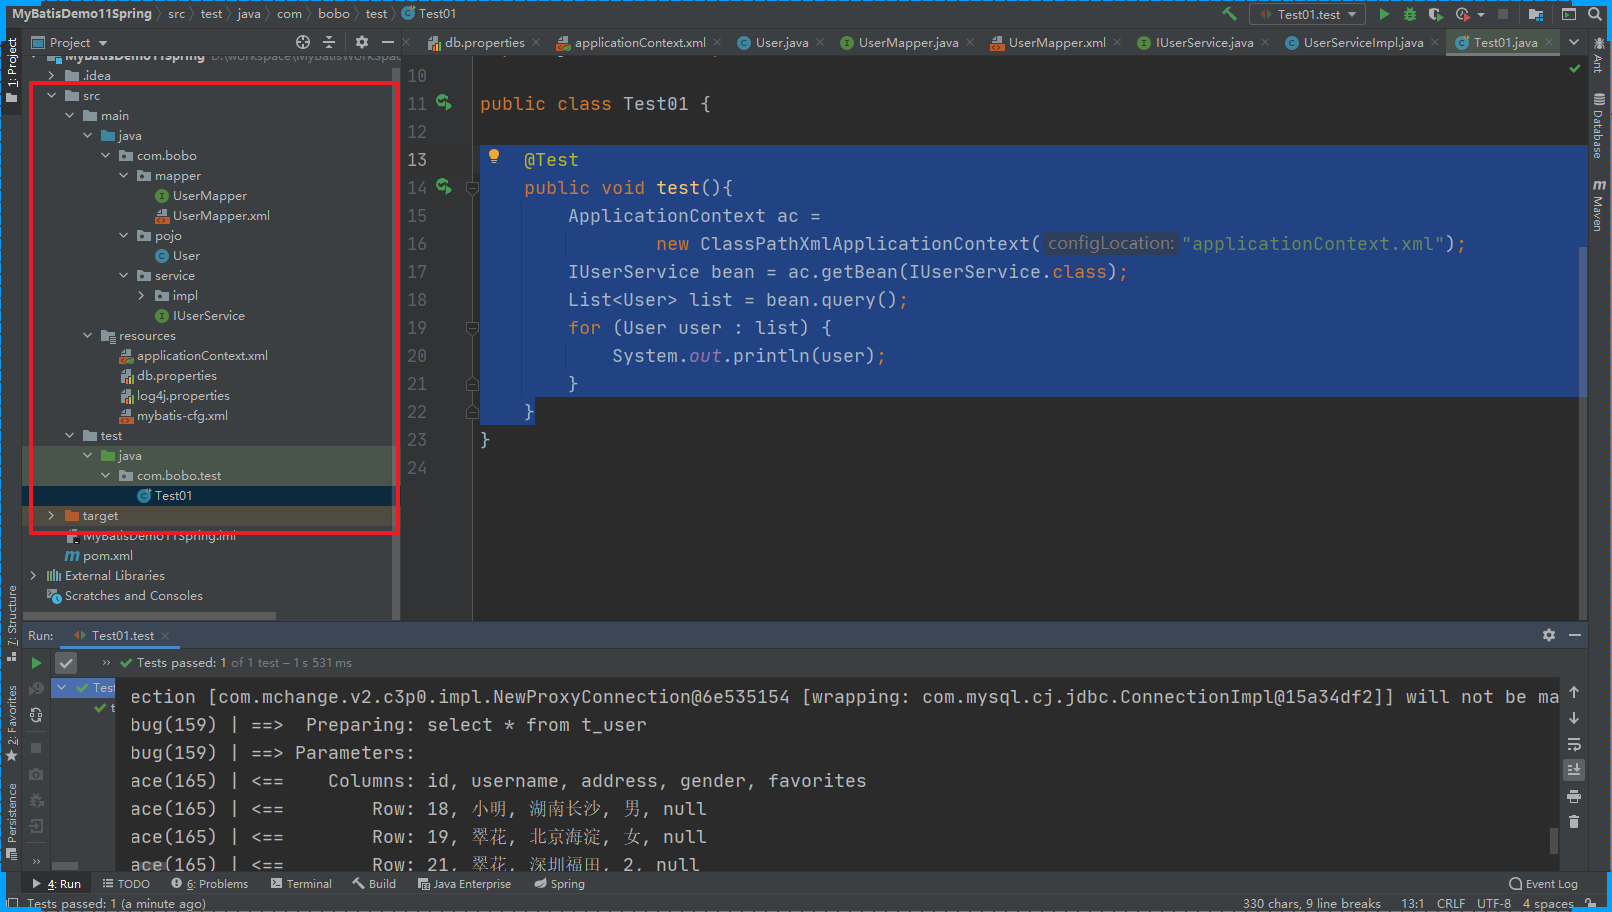 MyBatisDemo11Spring src test java com bobo test Test01
Test01.test
Project
db.properties applicationContext.xml User.java UserMapper.java UserMapper.xml IUserService.java UserServiceImpl.java Test01.java
1: Project
7: Structure
2: Favorites
Persistence
Ant
Database
Maven
MyBatisDemo11Spring
.idea
src
main
java
com.bobo
mapper
UserMapper
UserMapper.xml
pojo
User
service
impl
IUserService
resources
applicationContext.xml
db.properties
log4j.properties
mybatis-cfg.xml
test
java
com.bobo.test
Test01
target
MyBatisDemo11Spring.iml
pom.xml
External Libraries
Scratches and Consoles
10
11 public class Test01 {
12
13 @Test
14 public void test(){
15 ApplicationContext ac =
16 new ClassPathXmlApplicationContext( configLocation: "applicationContext.xml");
17 IUserService bean = ac.getBean(IUserService.class);
18 List<User> list = bean.query();
19 for (User user : list) {
20 System.out.println(user);
21 }
22 }
23 }
24
Run: Test01.test
» Tests passed: 1 of 1 test – 1 s 531 ms
Test
t
ection [com.mchange.v2.c3p0.impl.NewProxyConnection@6e535154 [wrapping: com.mysql.cj.jdbc.ConnectionImpl@15a34df2]] will not be ma
bug(159) | ==>  Preparing: select * from t_user
bug(159) | ==> Parameters:
ace(165) | <==    Columns: id, username, address, gender, favorites
ace(165) | <==        Row: 18, 小明, 湖南长沙, 男, null
ace(165) | <==        Row: 19, 翠花, 北京海淀, 女, null
ace(165) | <==        Row: 21, 翠花, 深圳福田, 2, null
4: Run TODO 6: Problems Terminal Build Java Enterprise Spring Event Log
Tests passed: 1 (a minute ago) 330 chars, 9 line breaks 13:1 CRLF UTF-8 4 spaces